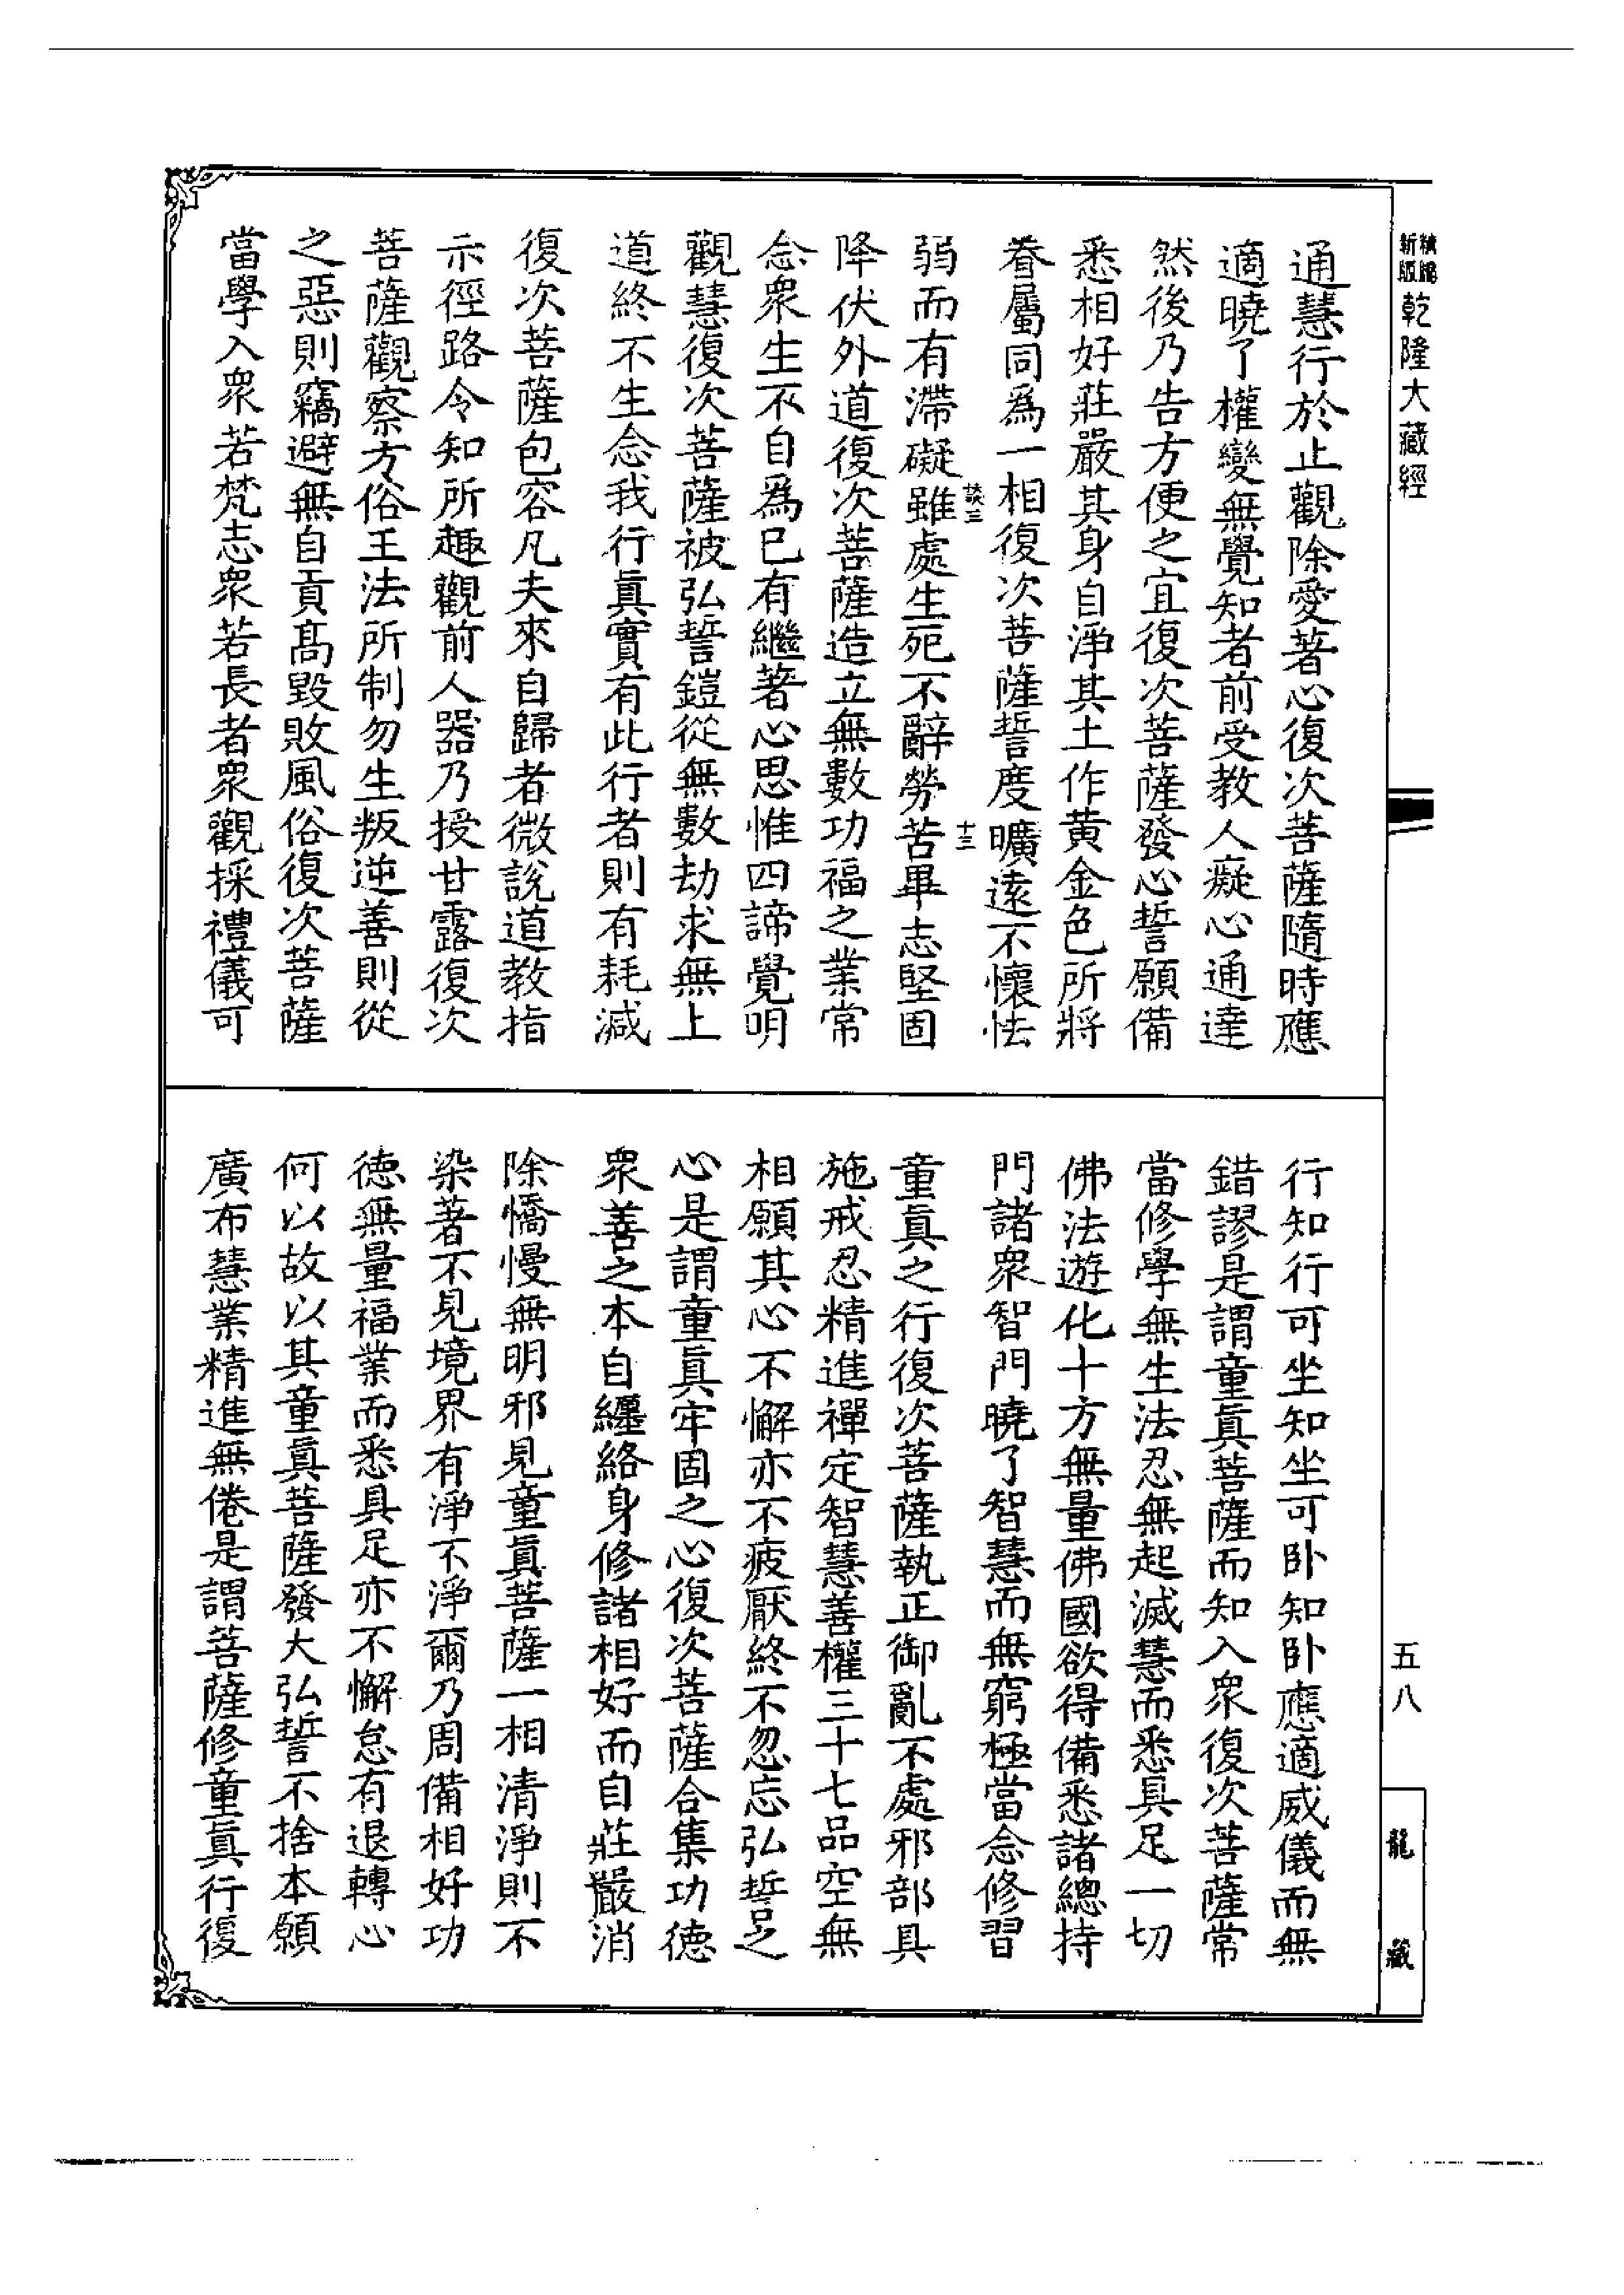 精編
新版
乾隆大藏經
通慧行於止觀除愛著心復次菩薩隨時應
適曉了權變無覺知者前受教人癡心通達
然後乃告方便之宜復次菩薩發心誓願備
悉相好莊嚴其身自淨其土作黃金色所將
眷屬同爲一相復次菩薩誓度曠遠不懷怯
談三
十三
弱而有滯礙雖處生死不辭勞苦畢志堅固
降伏外道復次菩薩造立無數功福之業常
念衆生不自爲已有繼著心思惟四諦覺明
觀慧復次菩薩被弘誓鎧從無數劫求無上
道終不生念我行眞實有此行者則有耗減
復次菩薩包容凡夫來自歸者微說道教指
示徑路令知所趣觀前人器乃授甘露復次
菩薩觀察方俗王法所制勿生叛逆善則從
之惡則竊避無自貢高毀敗風俗復次菩薩
當學入衆若梵志衆若長者衆觀採禮儀可
行知行可坐知坐可卧知卧應適威儀而無
錯謬是謂童眞菩薩而知入衆復次菩薩常
當修學無生法忍無起滅慧而悉具足一切
佛法遊化十方無量佛國欲得備悉諸總持
門諸衆智門曉了智慧而無窮極當念修習
童眞之行復次菩薩執正御亂不處邪部具
施戒忍精進禪定智慧善權三十七品空無
相願其心不懈亦不疲厭終不忽忘弘誓之
心是謂童眞牢固之心復次菩薩合集功德
衆善之本自纒絡身修諸相好而自莊嚴消
除憍慢無明邪見童眞菩薩一相清淨則不
染著不見境界有淨不淨爾乃周備相好功
德無量福業而悉具足亦不懈怠有退轉心
何以故以其童眞菩薩發大弘誓不捨本願
廣布慧業精進無倦是謂菩薩修童眞行復
五八
龍藏